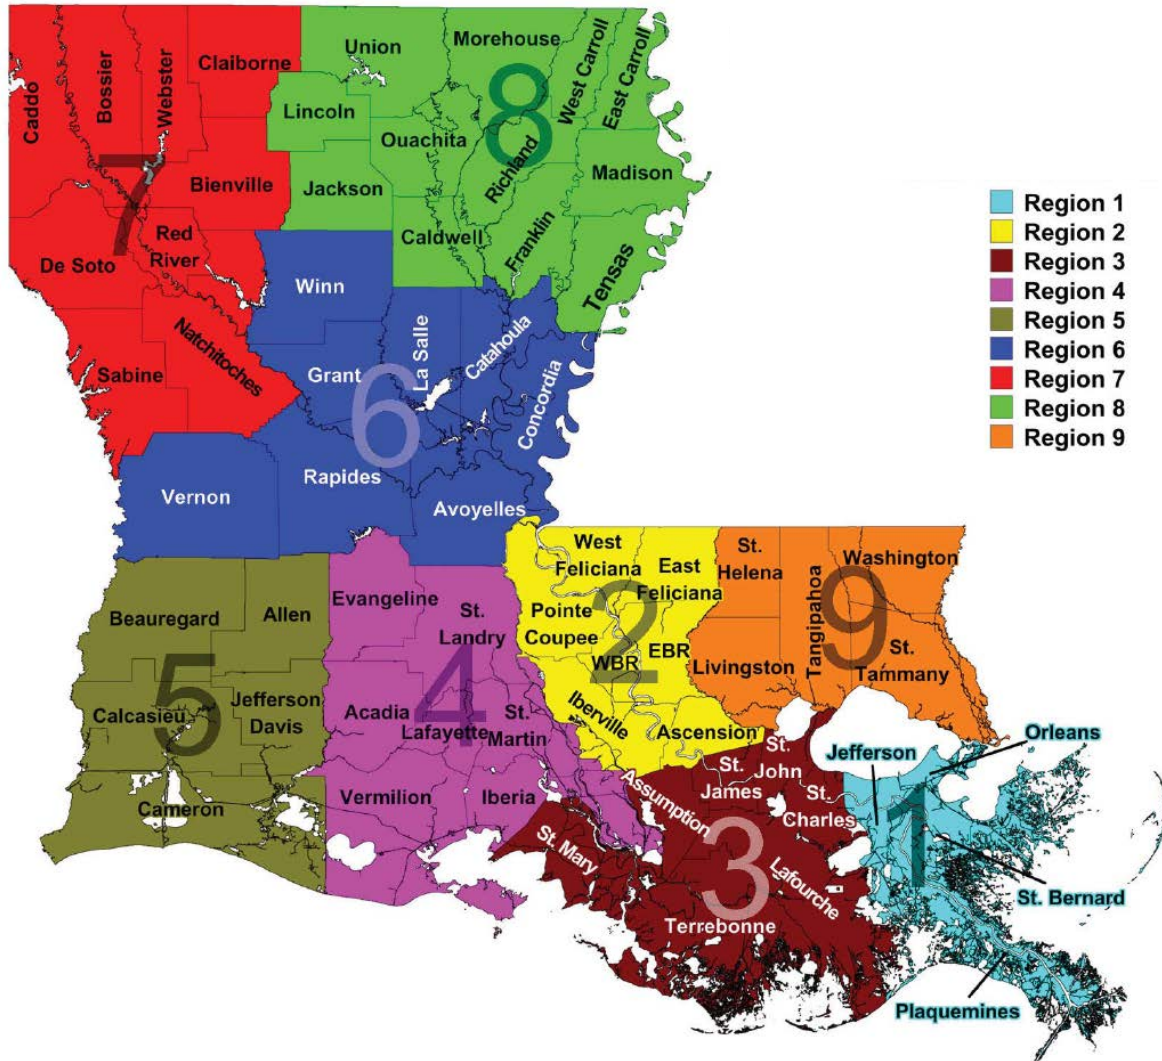 Caddo
Bossier
Webster
Claiborne
Bienville
De Soto
Red
River
Sabine
Natchitoches
7
Union
Morehouse
West Carroll
East Carroll
Lincoln
Ouachita
Richland
Madison
Jackson
Caldwell
Franklin
Tensas
8
Region 1
Region 2
Region 3
Region 4
Region 5
Region 6
Region 7
Region 8
Region 9
Winn
Grant
La Salle
Catahoula
Concordia
Vernon
Rapides
Avoyelles
6
Beauregard
Allen
Calcasieu
Jefferson
Davis
Cameron
5
Evangeline
St.
Landry
Acadia
Lafayette
St.
Martin
Vermilion
Iberia
4
West
Feliciana
East
Feliciana
Pointe
Coupee
WBR
EBR
Iberville
Ascension
2
St.
Helena
Tangipahoa
Washington
Livingston
St.
Tammany
9
Assumption
St.
James
St.
John
St.
Charles
St. Mary
Lafourche
Terrebonne
3
Jefferson
Orleans
St. Bernard
Plaquemines
1